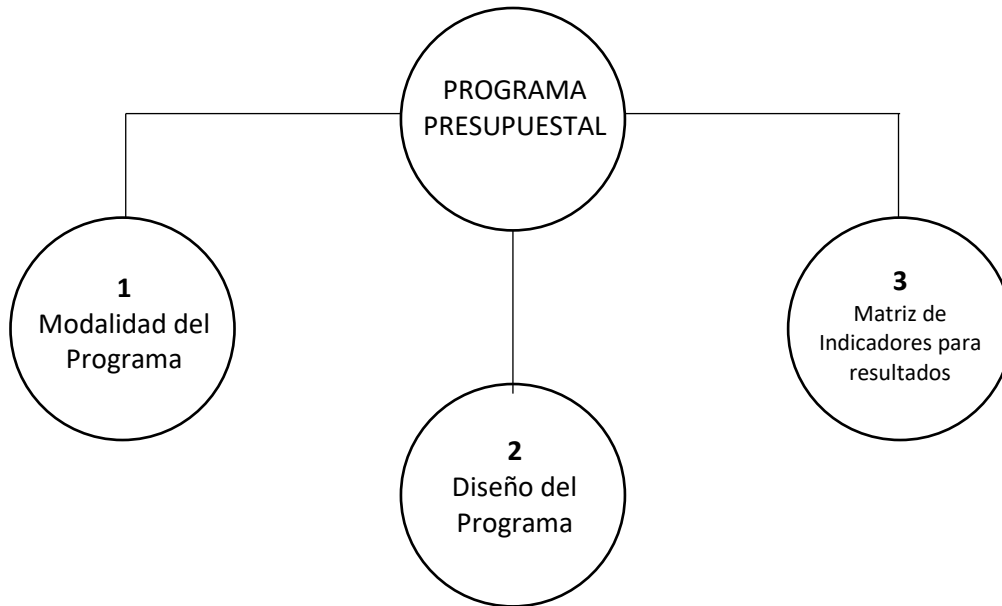 PROGRAMA
PRESUPUESTAL
1
Modalidad del
Programa
2
Diseño del
Programa
3
Matriz de
Indicadores para
resultados